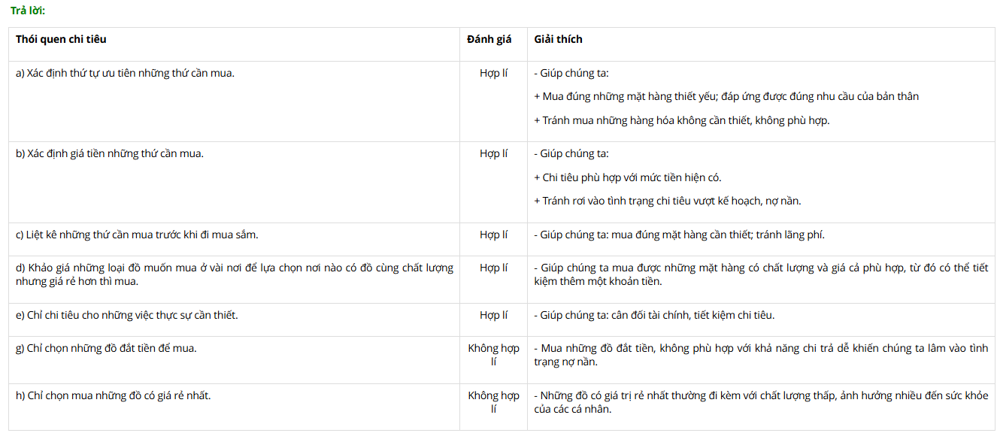 Trả lời:
Thói quen chi tiêu
Đánh giá
Giải thích
a) Xác định thứ tự ưu tiên những thứ cần mua.
Hợp lí
- Giúp chúng ta:
+ Mua đúng những mặt hàng thiết yếu; đáp ứng được đúng nhu cầu của bản thân
+ Tránh mua những hàng hóa không cần thiết, không phù hợp.
b) Xác định giá tiền những thứ cần mua.
Hợp lí
- Giúp chúng ta:
+ Chi tiêu phù hợp với mức tiền hiện có.
+ Tránh rơi vào tình trạng chi tiêu vượt kế hoạch, nợ nần.
c) Liệt kê những thứ cần mua trước khi đi mua sắm.
Hợp lí
- Giúp chúng ta: mua đúng mặt hàng cần thiết; tránh lãng phí.
d) Khảo giá những loại đồ muốn mua ở vài nơi để lựa chọn nơi nào có đồ cùng chất lượng
nhưng giá rẻ hơn thì mua.
Hợp lí
- Giúp chúng ta mua được những mặt hàng có chất lượng và giá cả phù hợp, từ đó có thể tiết
kiệm thêm một khoản tiền.
e) Chỉ chi tiêu cho những việc thực sự cần thiết.
Hợp lí
- Giúp chúng ta: cân đối tài chính, tiết kiệm chi tiêu.
g) Chỉ chọn những đồ đắt tiền để mua.
Không hợp
lí
- Mua những đồ đắt tiền, không phù hợp với khả năng chi trả dễ khiến chúng ta lâm vào tình
trạng nợ nần.
h) Chỉ chọn mua những đồ có giá rẻ nhất.
Không hợp
lí
- Những đồ có giá trị rẻ nhất thường đi kèm với chất lượng thấp, ảnh hưởng nhiều đến sức khỏe
của các cá nhân.